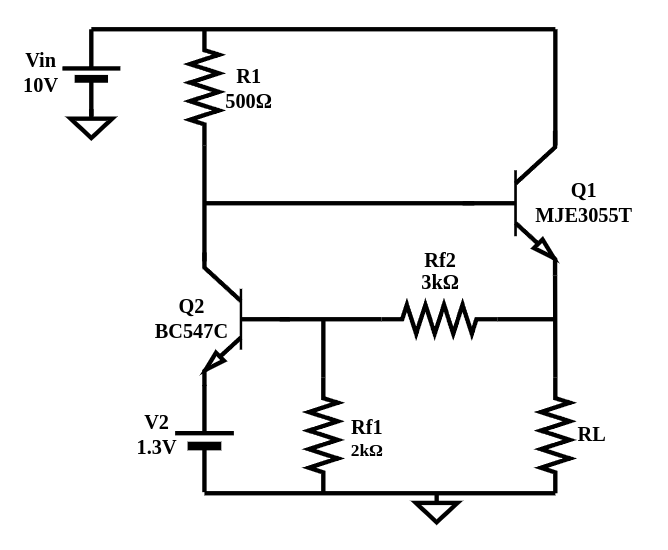 Vin
10V
R1
500Ω
Q1
MJE3055T
Rf2
3kΩ
Q2
BC547C
V2
1.3V
Rf1
2kΩ
RL